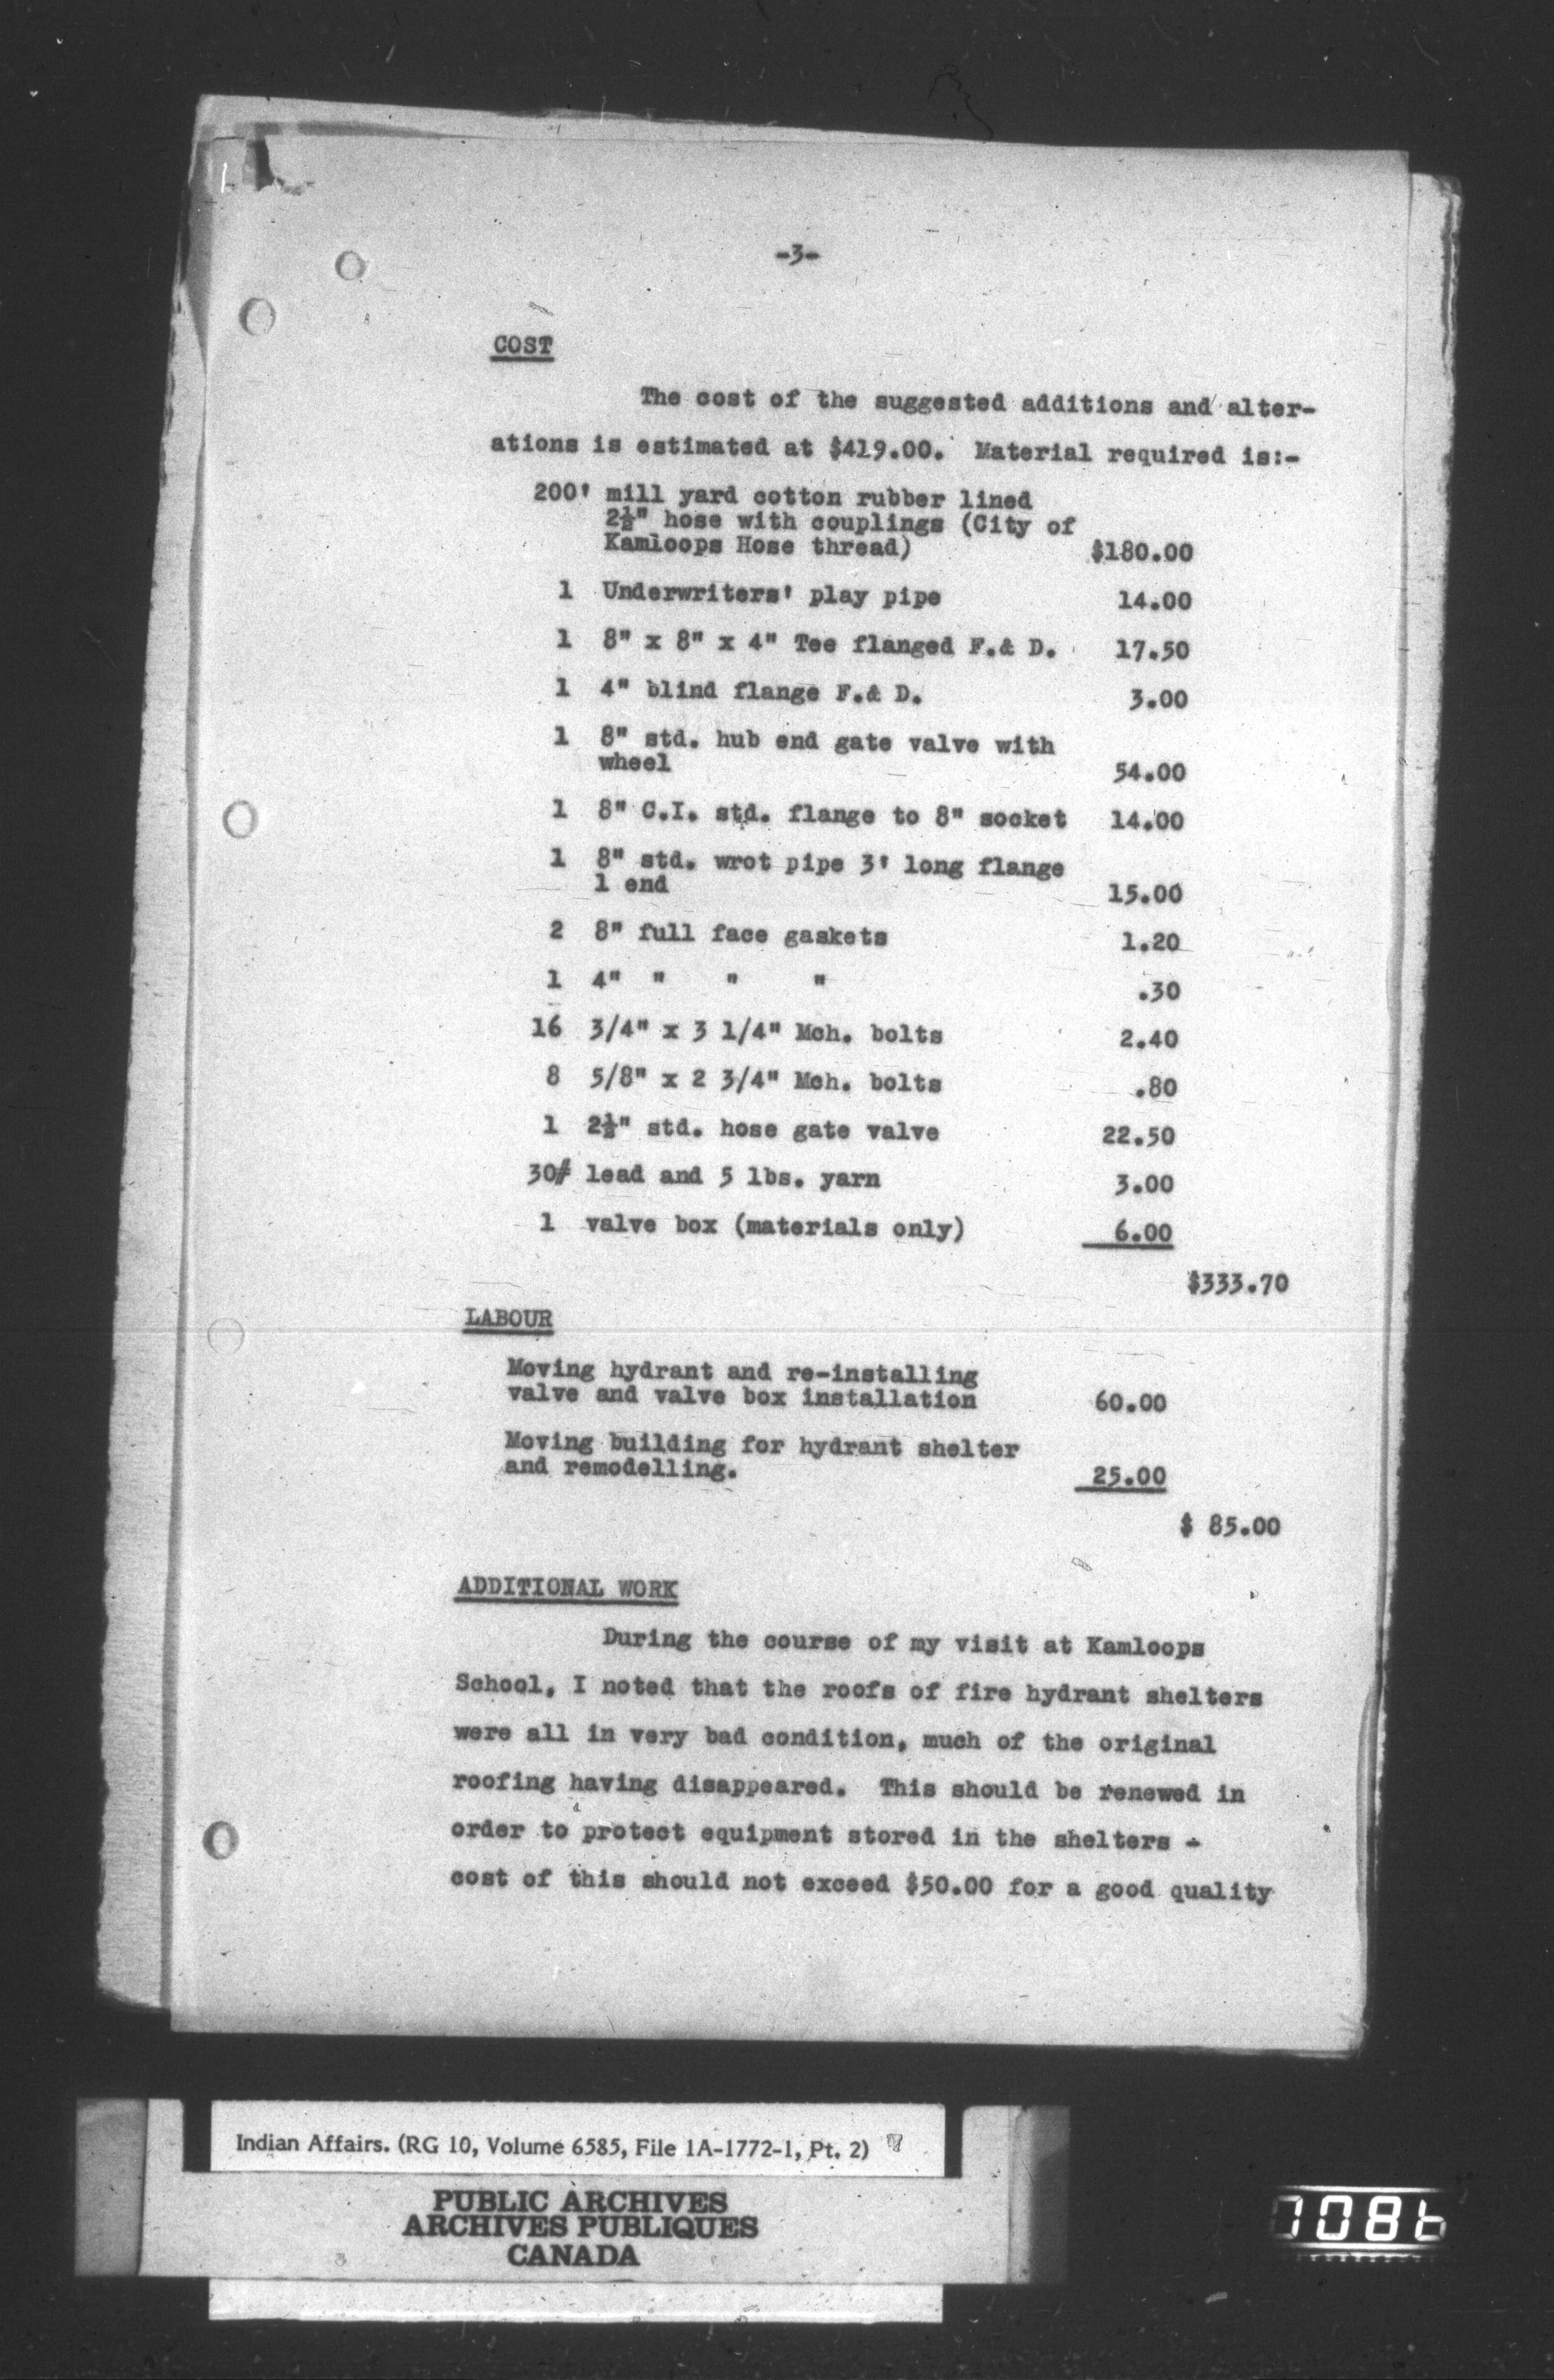 -3-
COST
The cost of the suggested additions and alter-
ations is estimated at $419.00. Material required is:-
200' mill yard cotton rubber lined
2½" hose with couplings (City of
Kamloops Hose thread) $180.00
1 Underwriters' play pipe 14.00
1 8" x 8" x 4" Tee flanged F.& D. 17.50
1 4" blind flange F.& D. 3.00
1 8" std. hub end gate valve with
wheel 54.00
1 8" C.I. std. flange to 8" socket 14.00
1 8" std. wrot pipe 3' long flange
1 end 15.00
2 8" full face gaskets 1.20
1 4" " " " .30
16 3/4" x 3 1/4" Mch. bolts 2.40
8 5/8" x 2 3/4" Mch. bolts .80
1 2½" std. hose gate valve 22.50
30# lead and 5 lbs. yarn 3.00
1 valve box (materials only) 6.00
$333.70
LABOUR
Moving hydrant and re-installing
valve and valve box installation 60.00
Moving building for hydrant shelter
and remodelling. 25.00
$ 85.00
ADDITIONAL WORK
During the course of my visit at Kamloops
School, I noted that the roofs of fire hydrant shelters
were all in very bad condition, much of the original
roofing having disappeared. This should be renewed in
order to protect equipment stored in the shelters -
cost of this should not exceed $50.00 for a good quality
Indian Affairs. (RG 10, Volume 6585, File 1A-1772-1, Pt. 2)
PUBLIC ARCHIVES
ARCHIVES PUBLIQUES
CANADA